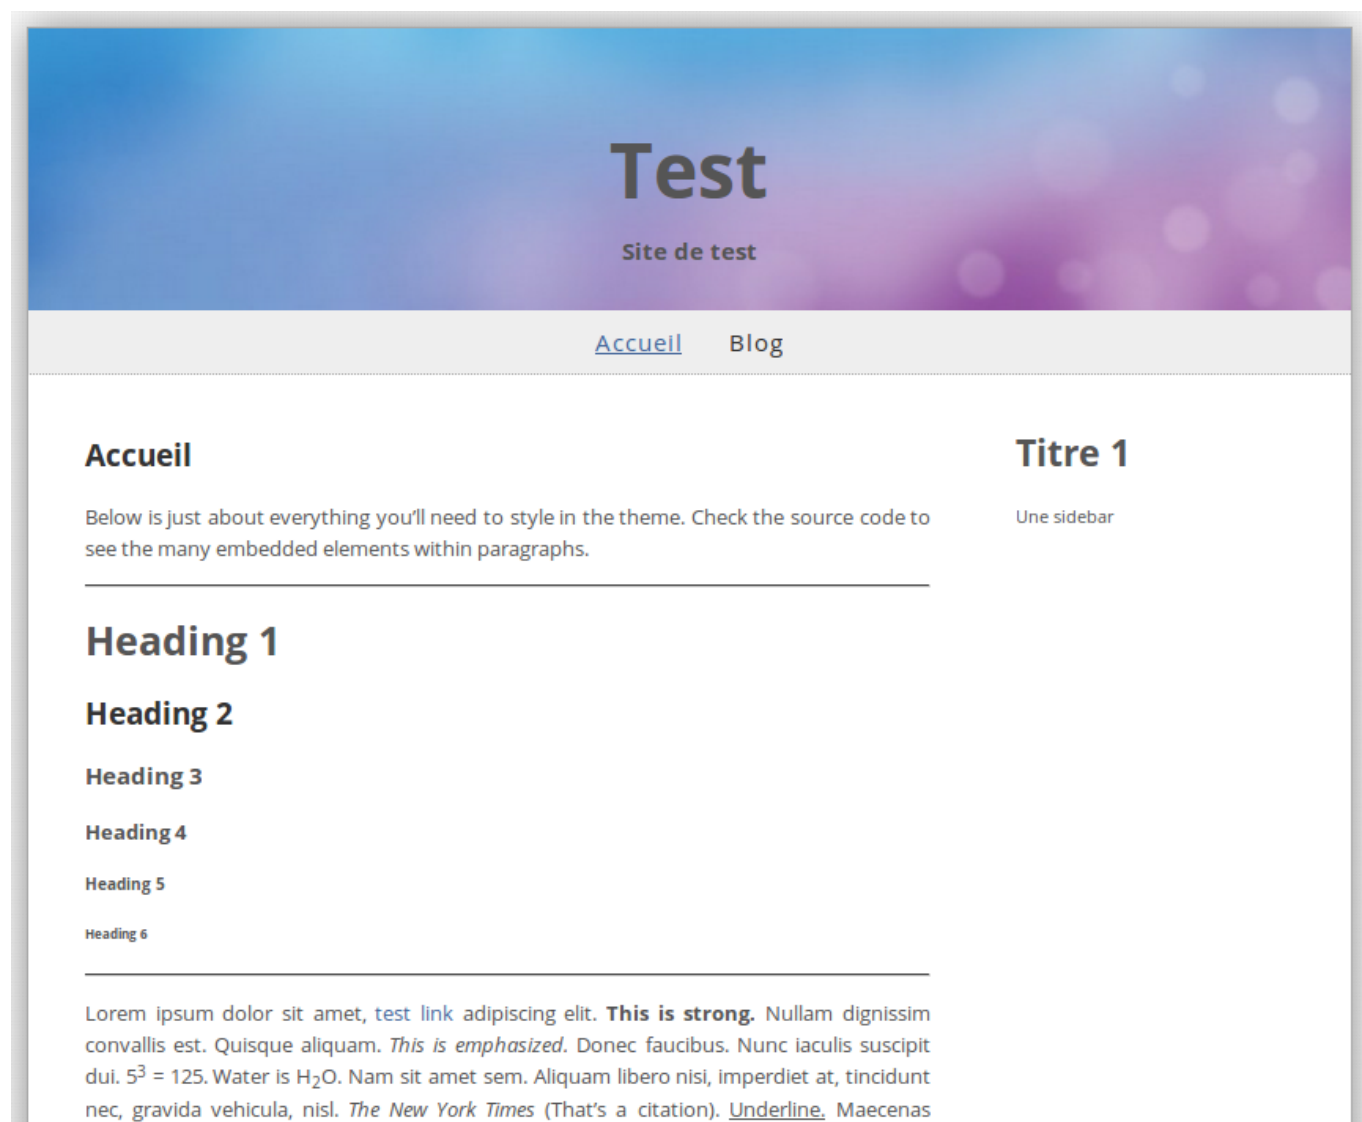 Test
Site de test
Accueil Blog
Accueil
Below is just about everything you'll need to style in the theme. Check the source code to
see the many embedded elements within paragraphs.
Heading 1
Heading 2
Heading 3
Heading 4
Heading 5
Heading 6
Lorem ipsum dolor sit amet, test link adipiscing elit. This is strong. Nullam dignissim
convallis est. Quisque aliquam. This is emphasized. Donec faucibus. Nunc iaculis suscipit
dui. 5³ = 125. Water is H₂O. Nam sit amet sem. Aliquam libero nisi, imperdiet at, tincidunt
nec, gravida vehicula, nisl. The New York Times (That's a citation). Underline. Maecenas
Titre 1
Une sidebar